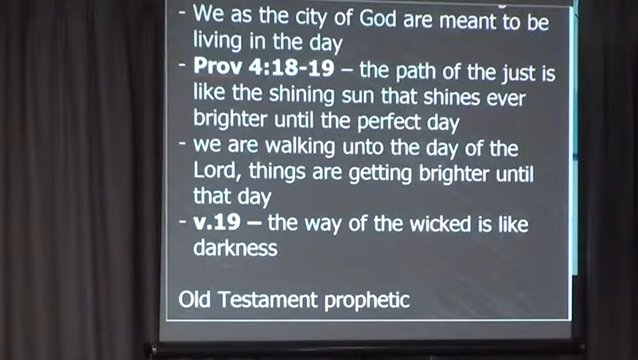 - We as the city of God are meant to be
living in the day
- Prov 4:18-19 – the path of the just is
like the shining sun that shines ever
brighter until the perfect day
- we are walking unto the day of the
Lord, things are getting brighter until
that day
- v.19 – the way of the wicked is like
darkness
Old Testament prophetic